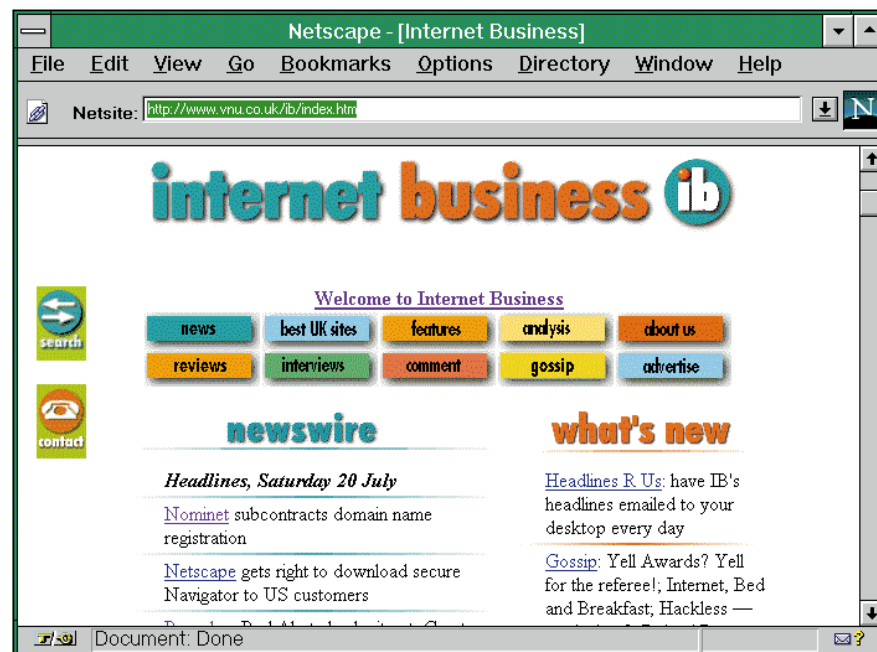 Netscape - [Internet Business]
File Edit View Go Bookmarks Options Directory Window Help
Netsite: http://www.vnu.co.uk/ib/index.htm
N
internet business ib
Welcome to Internet Business
news best UK sites features analysis about us
reviews interviews comment gossip advertise
search
contact
newswire
Headlines, Saturday 20 July
Nominet subcontracts domain name
registration
Netscape gets right to download secure
Navigator to US customers
what's new
Headlines R Us: have IB's
headlines emailed to your
desktop every day
Gossip: Yell Awards? Yell
for the referee!; Internet, Bed
and Breakfast; Hackless —
Document: Done